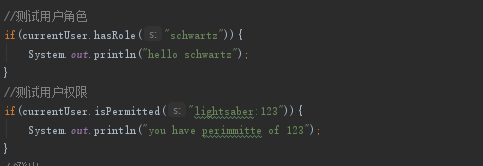 //测试用户角色
if(currentUser.hasRole( s: "schwartz")){
System.out.println("hello schwartz");
}
//测试用户权限
if(currentUser.isPermitted( s: "lightsaber:123")){
System.out.println("you have perimmitte of 123");
}